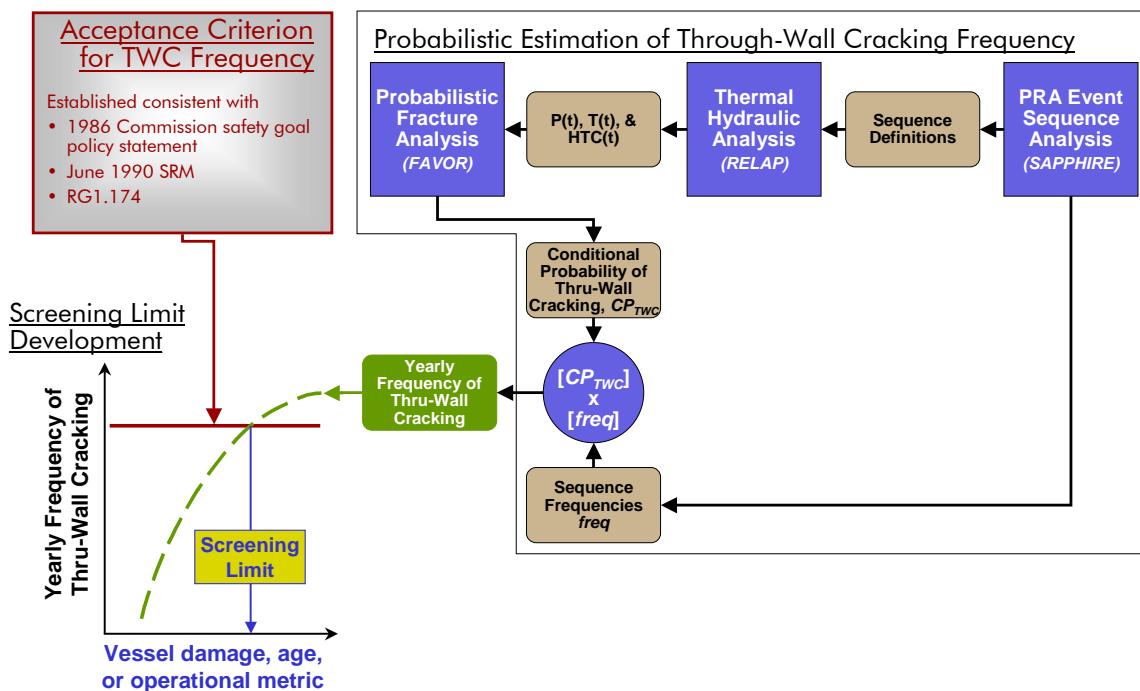 Acceptance Criterion
for TWC Frequency
Established consistent with
• 1986 Commission safety goal
policy statement
• June 1990 SRM
• RG1.174
Probabilistic Estimation of Through-Wall Cracking Frequency
Probabilistic
Fracture
Analysis
(FAVOR)
P(t), T(t), &
HTC(t)
Thermal
Hydraulic
Analysis
(RELAP)
Sequence
Definitions
PRA Event
Sequence
Analysis
(SAPPHIRE)
Conditional
Probability of
Thru-Wall
Cracking, CPTWC
[CPTWC]
x
[freq]
Yearly
Frequency of
Thru-Wall
Cracking
Sequence
Frequencies
freq
Screening Limit
Development
Yearly Frequency of
Thru-Wall Cracking
Screening
Limit
Vessel damage, age,
or operational metric